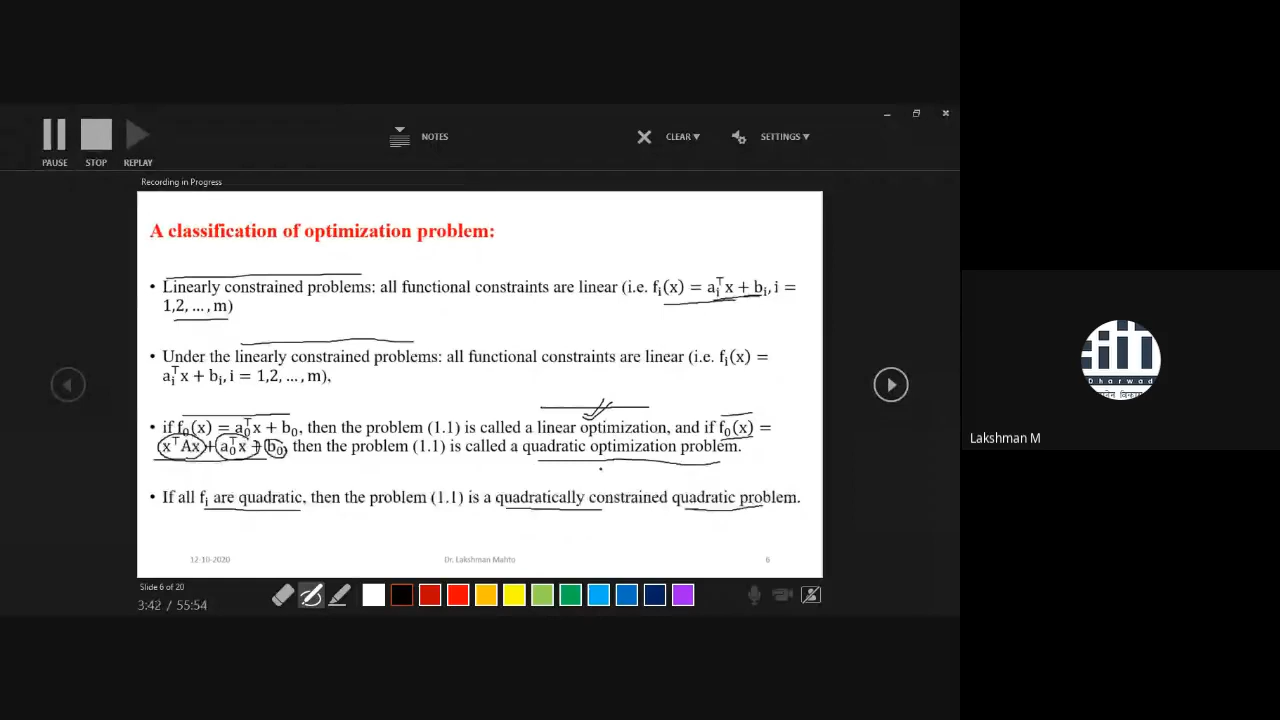 PAUSE STOP REPLAY
NOTES
CLEAR
SETTINGS
Recording in Progress
A classification of optimization problem:
• Linearly constrained problems: all functional constraints are linear (i.e. fᵢ(x) = aᵢᵀx + bᵢ, i =
1,2, … , m)
• Under the linearly constrained problems: all functional constraints are linear (i.e. fᵢ(x) =
aᵢᵀx + bᵢ, i = 1,2, … , m),
• if f₀(x) = a₀ᵀx + b₀, then the problem (1.1) is called a linear optimization, and if f₀(x) =
xᵀAx + a₀ᵀx + b₀, then the problem (1.1) is called a quadratic optimization problem.
• If all fᵢ are quadratic, then the problem (1.1) is a quadratically constrained quadratic problem.
12-10-2020
Dr. Lakshman Mahto
6
Slide 6 of 20
3:42 / 55:54
Dharwad
Lakshman M